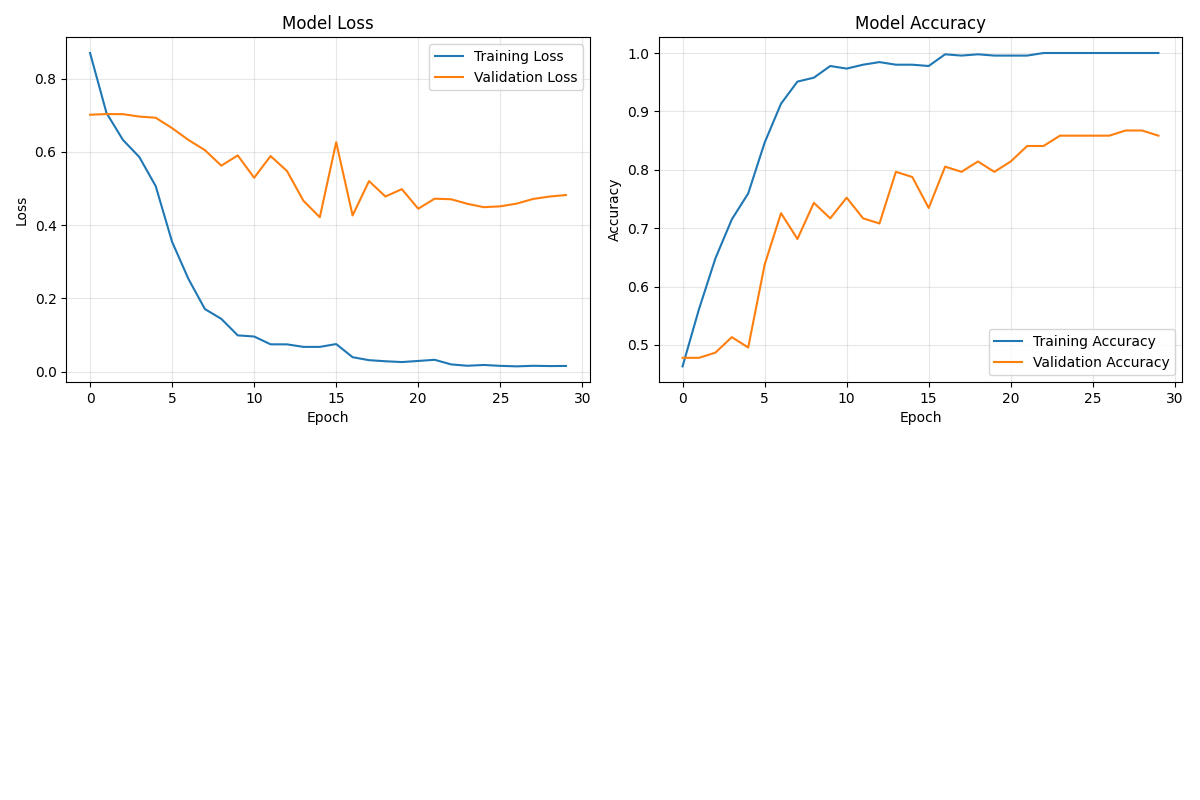 Model Loss
Training Loss
Validation Loss
0.8
0.6
0.4
0.2
0.0
Loss
0 5 10 15 20 25 30
Epoch
Model Accuracy
1.0
0.9
0.8
0.7
0.6
0.5
Accuracy
Training Accuracy
Validation Accuracy
0 5 10 15 20 25 30
Epoch